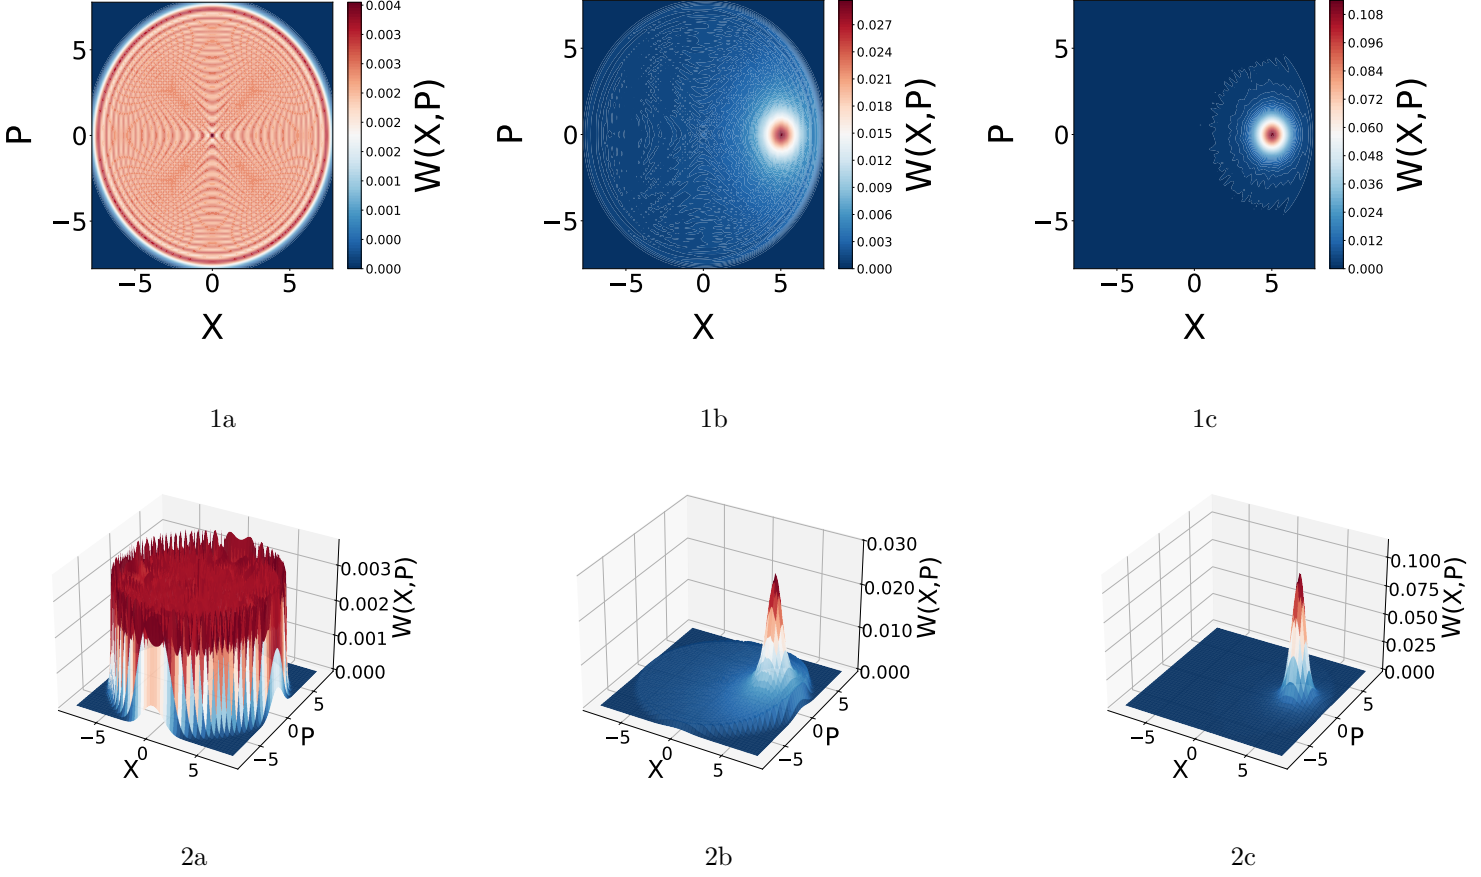 P
5
0
−5
−5 0 5
X
0.004
0.003
0.003
0.002
0.002
0.002
0.001
0.001
0.000
0.000
W(X,P)
1a
P
5
0
−5
−5 0 5
X
0.027
0.024
0.021
0.018
0.015
0.012
0.009
0.006
0.003
0.000
W(X,P)
1b
P
5
0
−5
−5 0 5
X
0.108
0.096
0.084
0.072
0.060
0.048
0.036
0.024
0.012
0.000
W(X,P)
1c
0.003
0.002
0.001
0.000
W(X,P)
−5 0 5
X
−5 0 5
P
2a
0.030
0.020
0.010
0.000
W(X,P)
−5 0 5
X
−5 0 5
P
2b
0.100
0.075
0.050
0.025
0.000
W(X,P)
−5 0 5
X
−5 0 5
P
2c